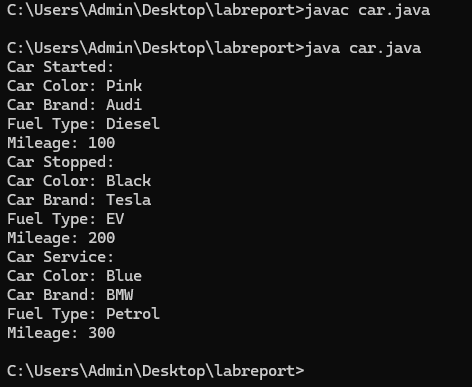 C:\Users\Admin\Desktop\labreport>javac car.java
C:\Users\Admin\Desktop\labreport>java car.java
Car Started:
Car Color: Pink
Car Brand: Audi
Fuel Type: Diesel
Mileage: 100
Car Stopped:
Car Color: Black
Car Brand: Tesla
Fuel Type: EV
Mileage: 200
Car Service:
Car Color: Blue
Car Brand: BMW
Fuel Type: Petrol
Mileage: 300
C:\Users\Admin\Desktop\labreport>